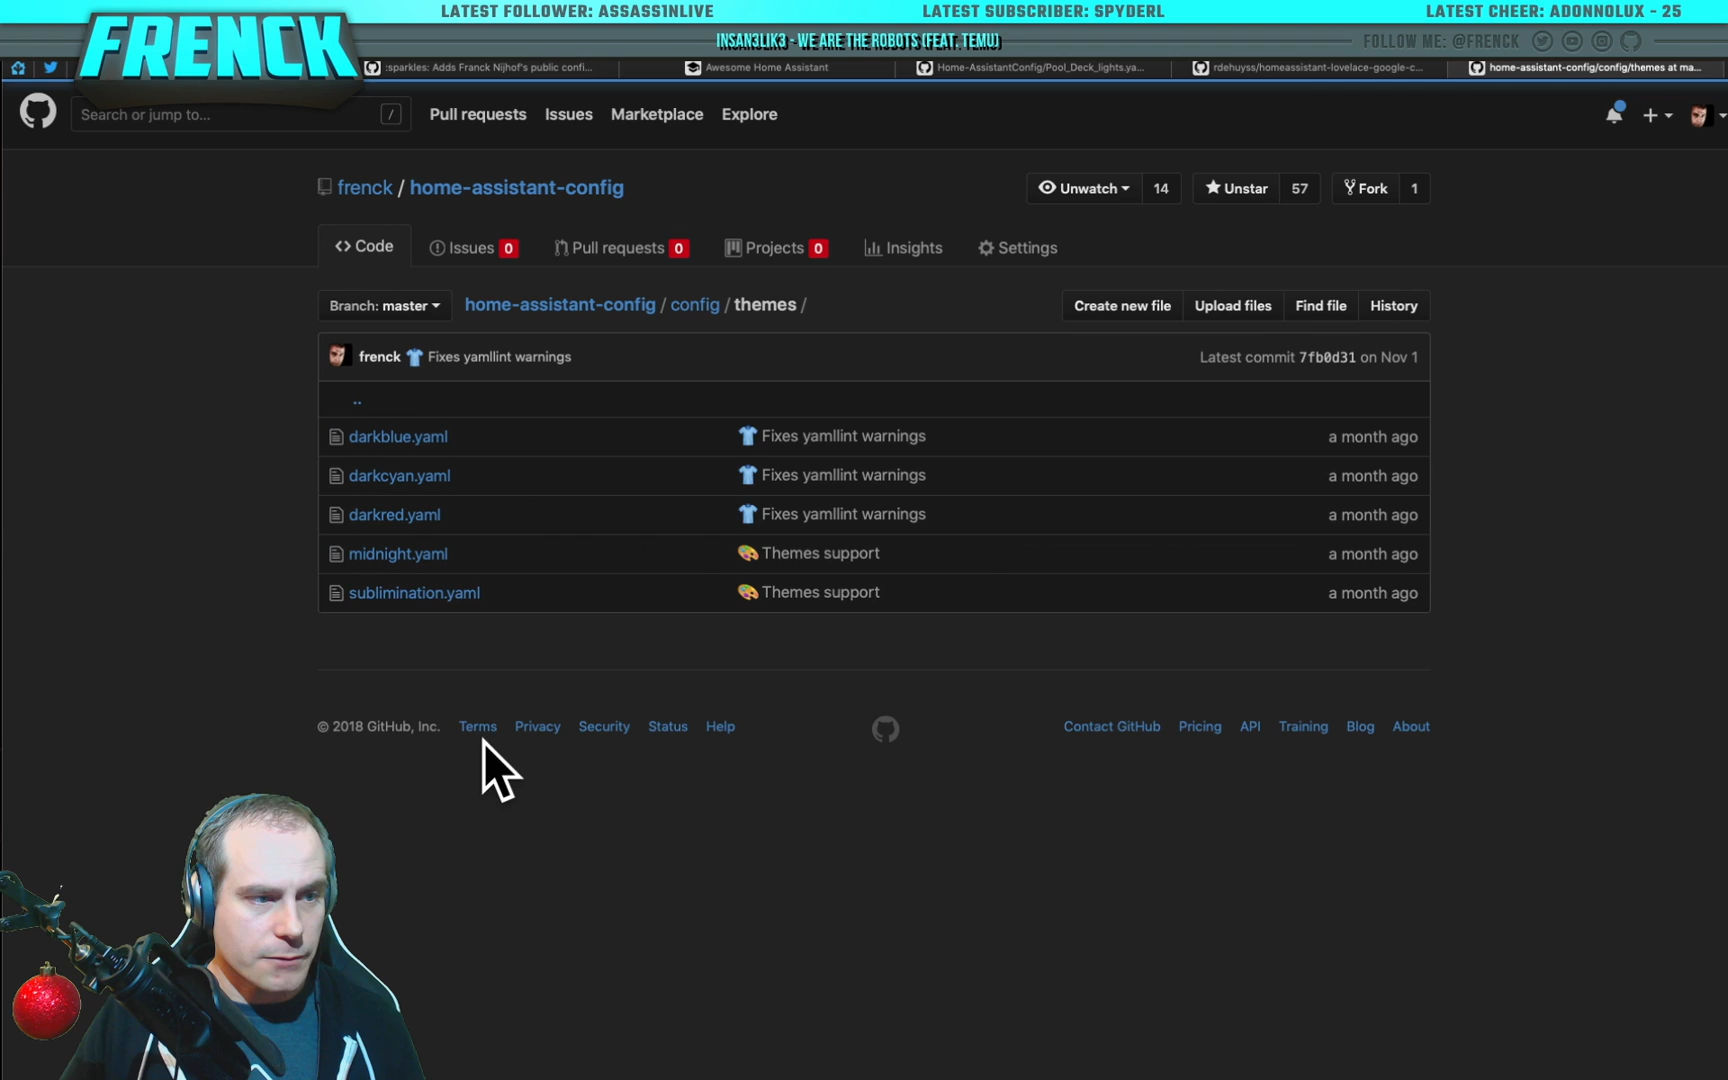 LATEST FOLLOWER: ASSASS1NLIVE
LATEST SUBSCRIBER: SPYDERL
LATEST CHEER: ADONNOLUX - 25
FRENCK
INSAN3LIK3 - WE ARE THE ROBOTS (FEAT. TEMU)
FOLLOW ME: @FRENCK
:sparkles: Adds Franck Nijhof's public confi...
Awesome Home Assistant
Home-AssistantConfig/Pool_Deck_lights.ya...
rdehuyss/homeassistant-lovelace-google-c...
home-assistant-config/config/themes at ma...
Search or jump to... /
Pull requests
Issues
Marketplace
Explore
frenck / home-assistant-config
Unwatch 14
Unstar 57
Fork 1
Code
Issues 0
Pull requests 0
Projects 0
Insights
Settings
Branch: master
home-assistant-config / config / themes /
Create new file
Upload files
Find file
History
frenck Fixes yamllint warnings
Latest commit 7fb0d31 on Nov 1
..
darkblue.yaml Fixes yamllint warnings a month ago
darkcyan.yaml Fixes yamllint warnings a month ago
darkred.yaml Fixes yamllint warnings a month ago
midnight.yaml Themes support a month ago
sublimination.yaml Themes support a month ago
© 2018 GitHub, Inc.
Terms
Privacy
Security
Status
Help
Contact GitHub
Pricing
API
Training
Blog
About